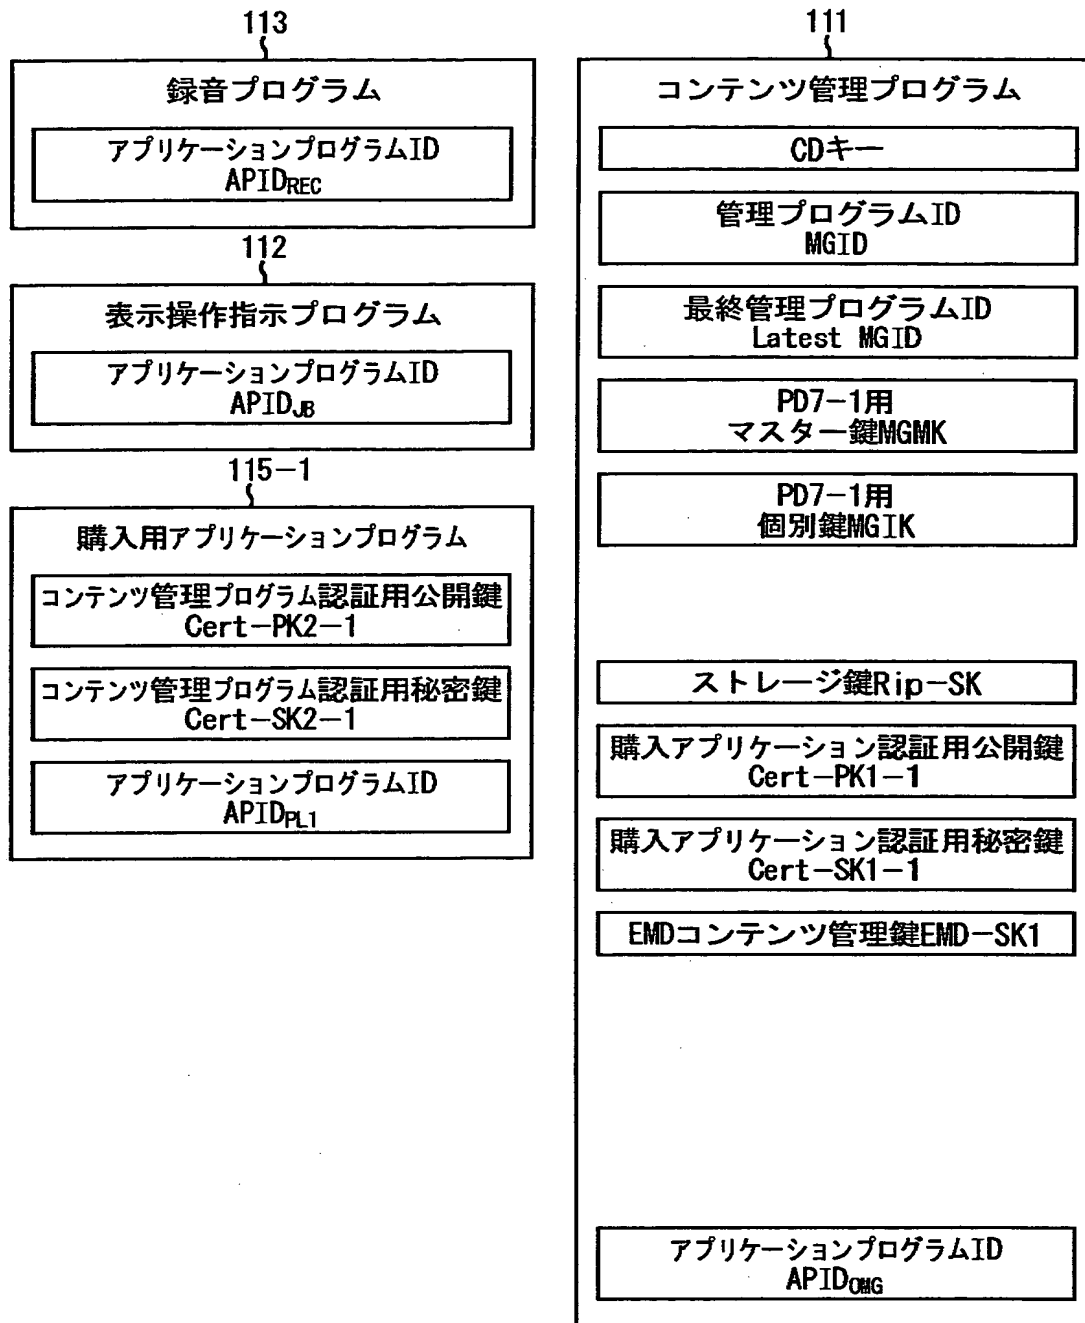 113
録音プログラム
アプリケーションプログラムID
APIDREC
112
表示操作指示プログラム
アプリケーションプログラムID
APIDJB
115-1
購入用アプリケーションプログラム
コンテンツ管理プログラム認証用公開鍵
Cert-PK2-1
コンテンツ管理プログラム認証用秘密鍵
Cert-SK2-1
アプリケーションプログラムID
APIDPL1
111
コンテンツ管理プログラム
CDキー
管理プログラムID
MGID
最終管理プログラムID
Latest MGID
PD7-1用
マスター鍵MGMK
PD7-1用
個別鍵MGIK
ストレージ鍵Rip-SK
購入アプリケーション認証用公開鍵
Cert-PK1-1
購入アプリケーション認証用秘密鍵
Cert-SK1-1
EMDコンテンツ管理鍵EMD-SK1
アプリケーションプログラムID
APIDOMG